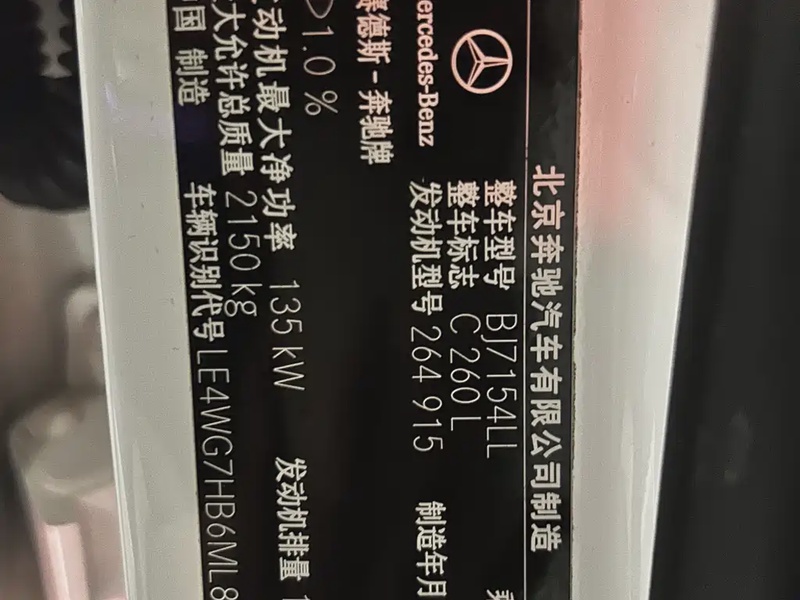 北京奔驰汽车有限公司制造
Mercedes-Benz
整车型号 BJ7154LL
整车标志 C 260 L
发动机型号 264 915 制造年月
赛德斯-奔驰牌
>1.0 %
动机最大净功率 135 kW 发动机排量
大允许总质量 2150 kg
国 制造 车辆识别代号 LE4WG7HB6ML8